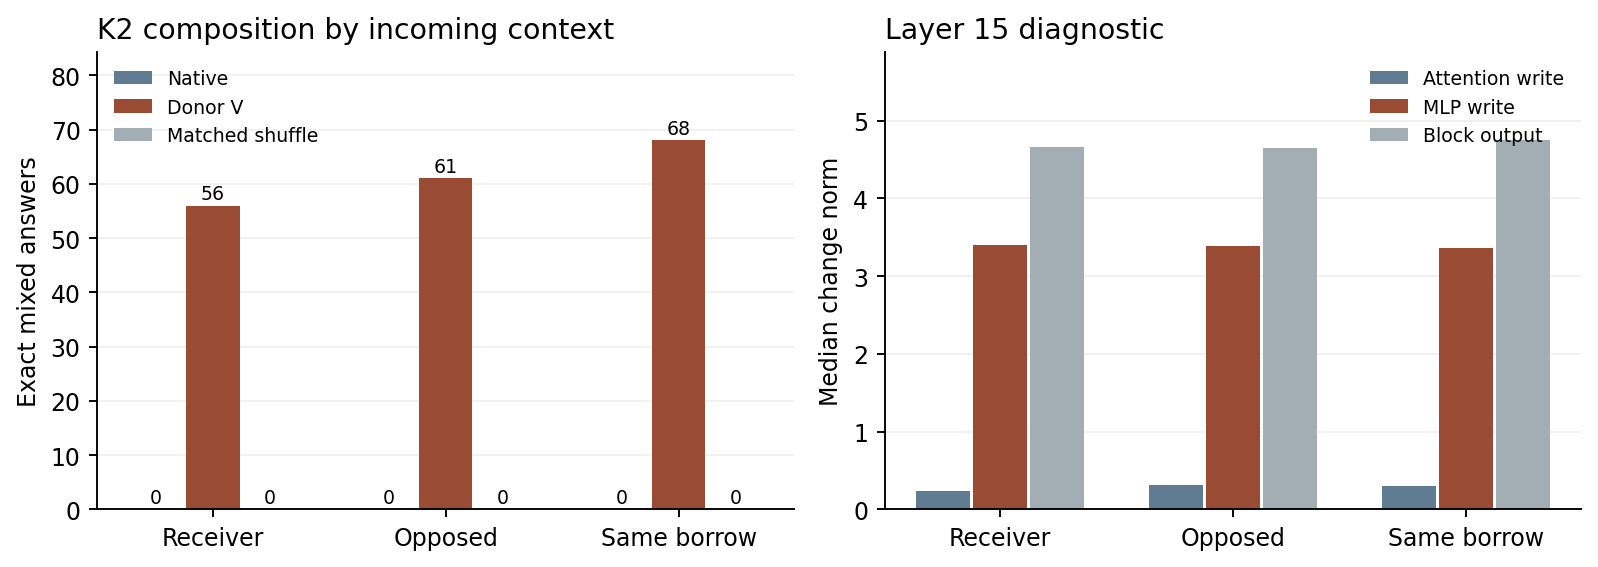 K2 composition by incoming context
Native
Donor V
Matched shuffle
Exact mixed answers
80
70
60
50
40
30
20
10
0
0
56
0
0
61
0
0
68
0
Receiver
Opposed
Same borrow
Layer 15 diagnostic
Attention write
MLP write
Block output
Median change norm
5
4
3
2
1
0
Receiver
Opposed
Same borrow